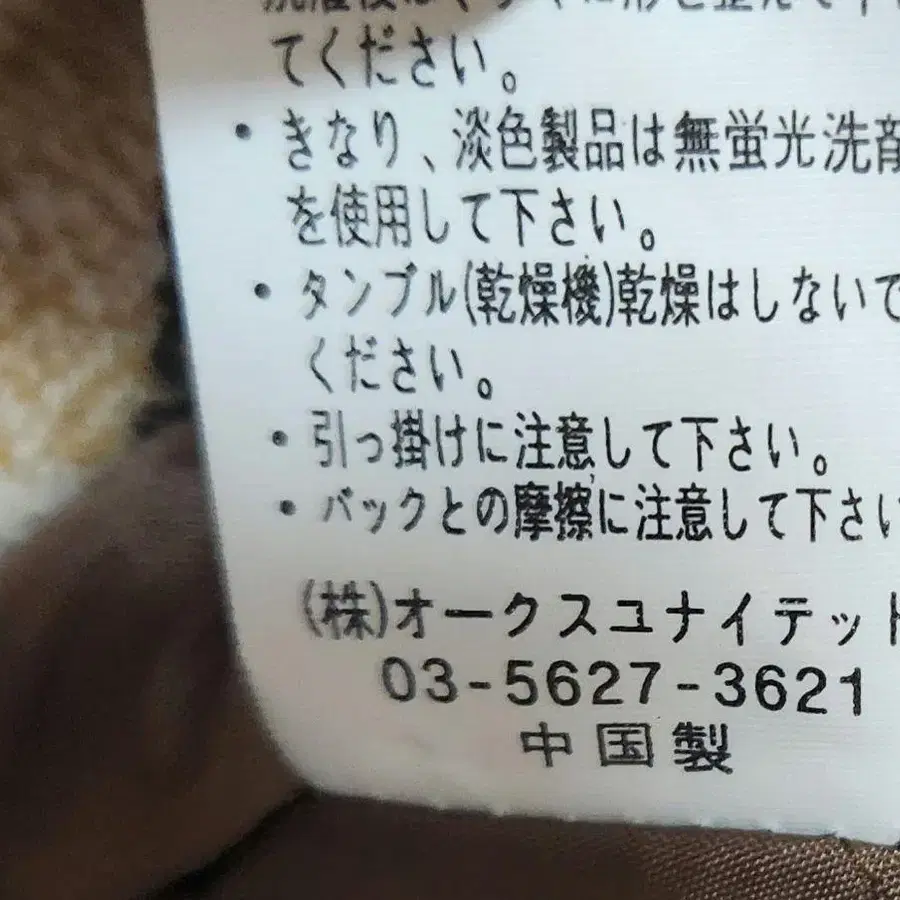 てください。
・きなり、淡色製品は無蛍光洗剤
を使用して下さい。
・タンブル(乾燥機)乾燥はしないで
ください。
・引っ掛けに注意して下さい。
・バックとの摩擦に注意して下さい
(株)オークスユナイテット
03-5627-3621
中国製